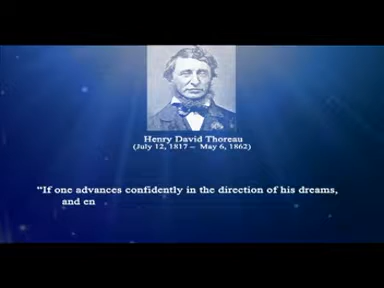 Henry David Thoreau
(July 12, 1817 – May 6, 1862)
“If one advances confidently in the direction of his dreams,
and en